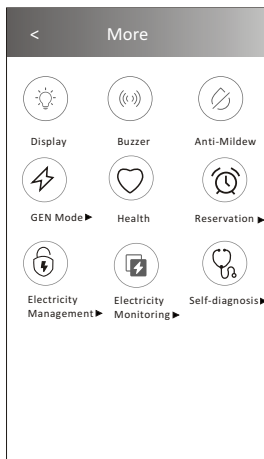 < More
Display Buzzer Anti-Mildew
GEN Mode▶ Health Reservation▶
Electricity Electricity Self-diagnosis▶
Management▶ Monitoring▶